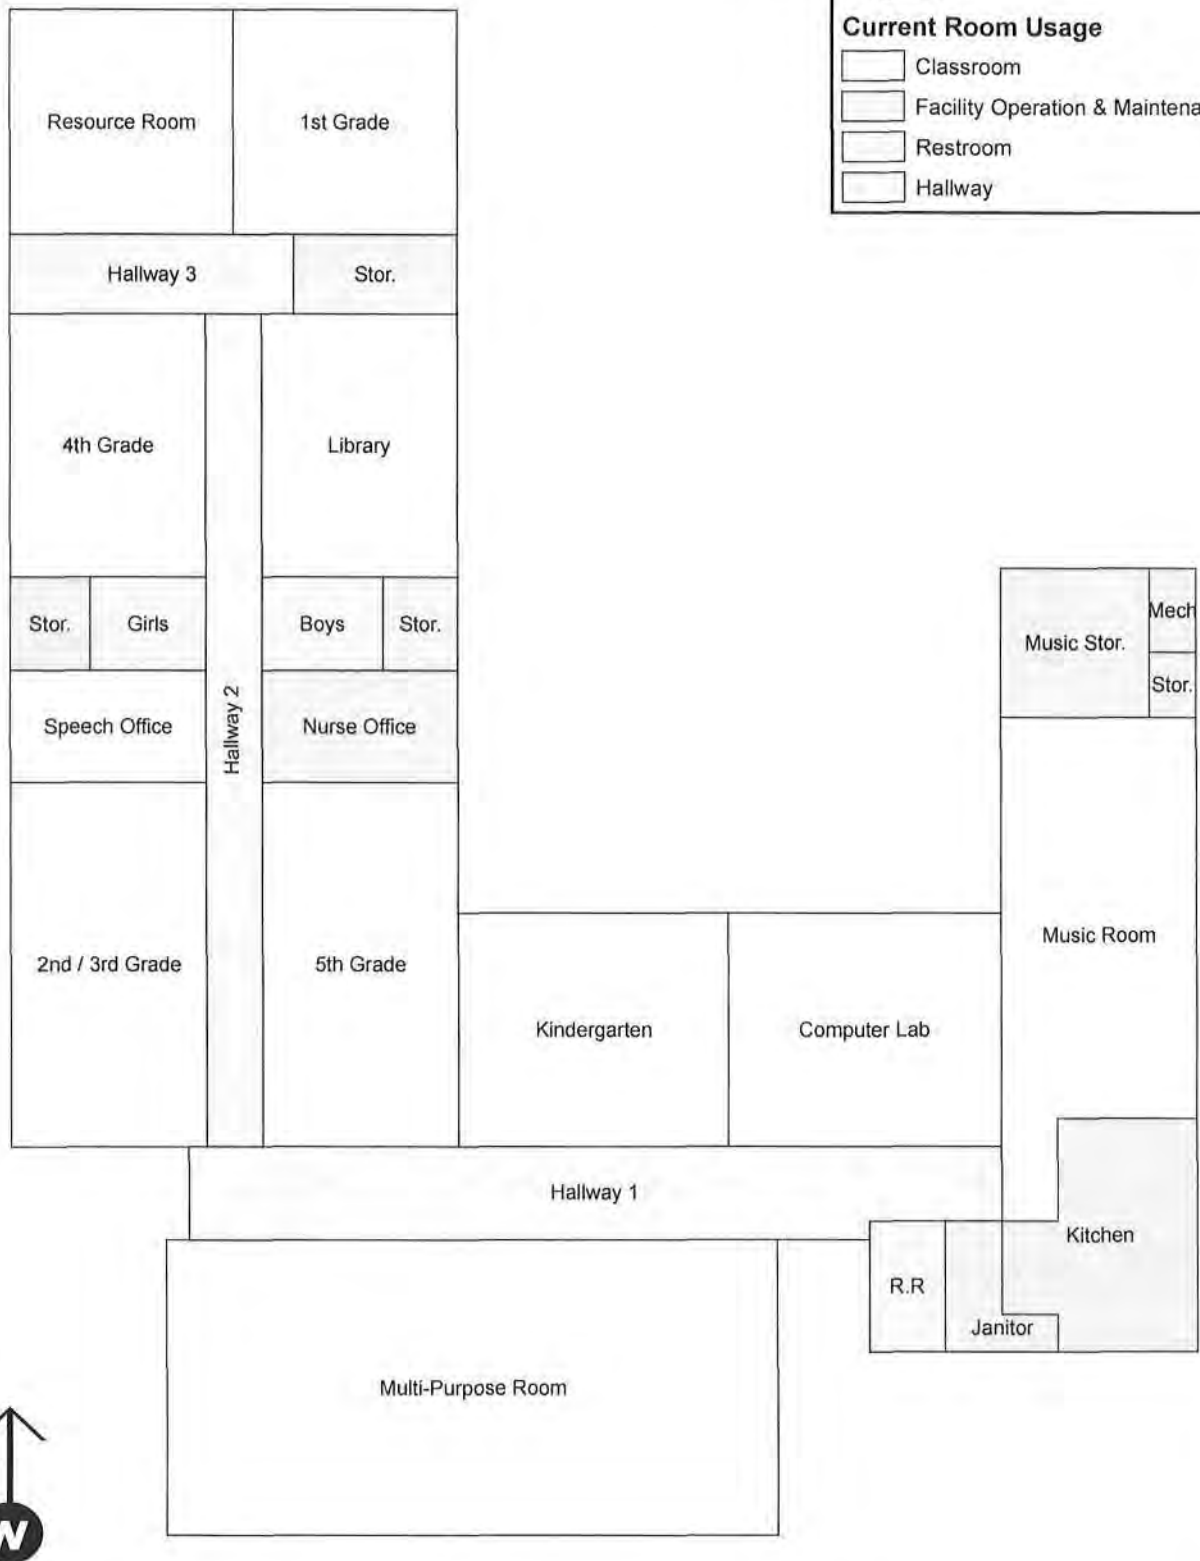 Current Room Usage
Classroom
Facility Operation & Maintena
Restroom
Hallway
Resource Room
1st Grade
Hallway 3
Stor.
4th Grade
Library
Stor.
Girls
Boys
Stor.
Speech Office
Hallway 2
Nurse Office
Music Stor.
Mech
Stor.
2nd / 3rd Grade
5th Grade
Kindergarten
Computer Lab
Music Room
Hallway 1
Kitchen
R.R
Janitor
Multi-Purpose Room